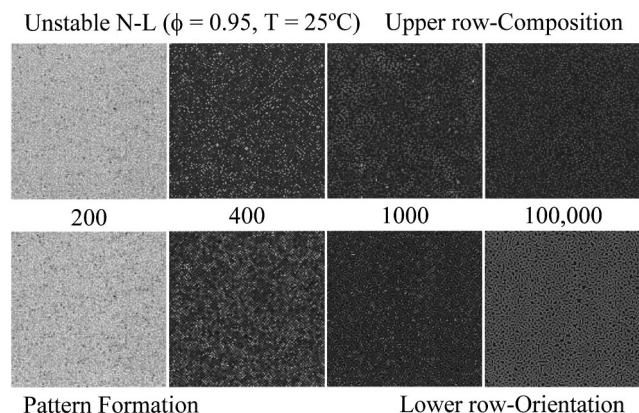 Unstable N-L (ϕ = 0.95, T = 25ºC) Upper row-Composition
200 400 1000 100,000
Pattern Formation Lower row-Orientation